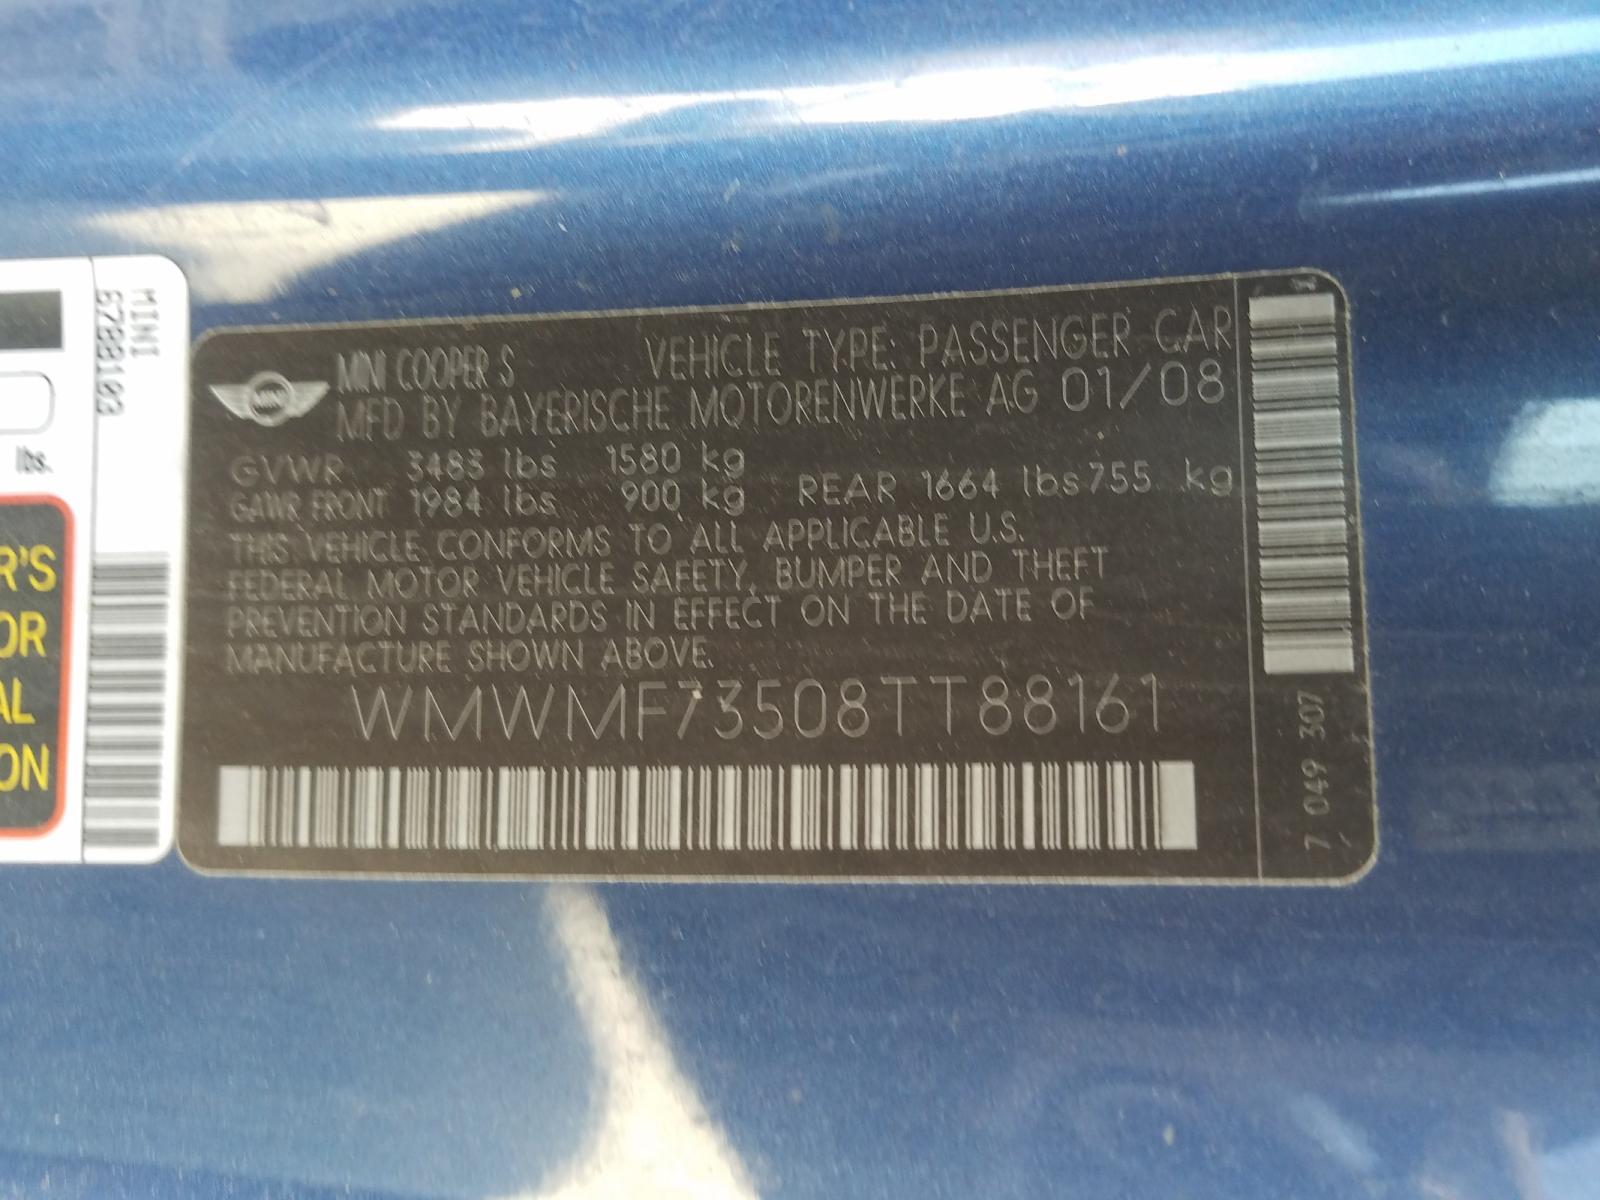 MINI
67000103
lbs.
R'S
OR
AL
ON
MINI
MINI COOPER S VEHICLE TYPE: PASSENGER CAR
MFD BY BAYERISCHE MOTORENWERKE AG 01/08
GVWR 3483 lbs 1580 kg
GAWR FRONT 1984 lbs 900 kg REAR 1664 lbs 755 kg
THIS VEHICLE CONFORMS TO ALL APPLICABLE U.S.
FEDERAL MOTOR VEHICLE SAFETY, BUMPER AND THEFT
PREVENTION STANDARDS IN EFFECT ON THE DATE OF
MANUFACTURE SHOWN ABOVE.
WMWMF73508TT88161
7 049 307